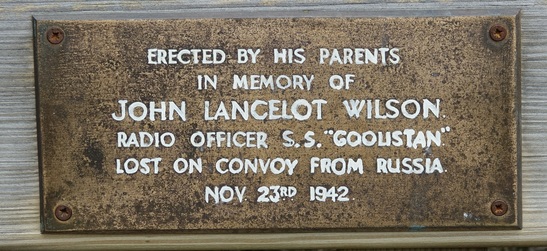 ERECTED BY HIS PARENTS
IN MEMORY OF
JOHN LANCELOT WILSON.
RADIO OFFICER S.S. "GOOLISTAN"
LOST ON CONVOY FROM RUSSIA.
NOV. 23RD 1942.